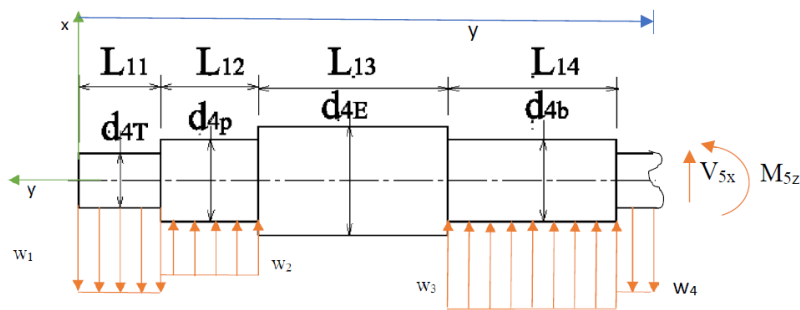 x
y
L11 L12 L13 L14
d4T d4p d4E d4b
y
V5x M5z
w1
w2
w3
w4